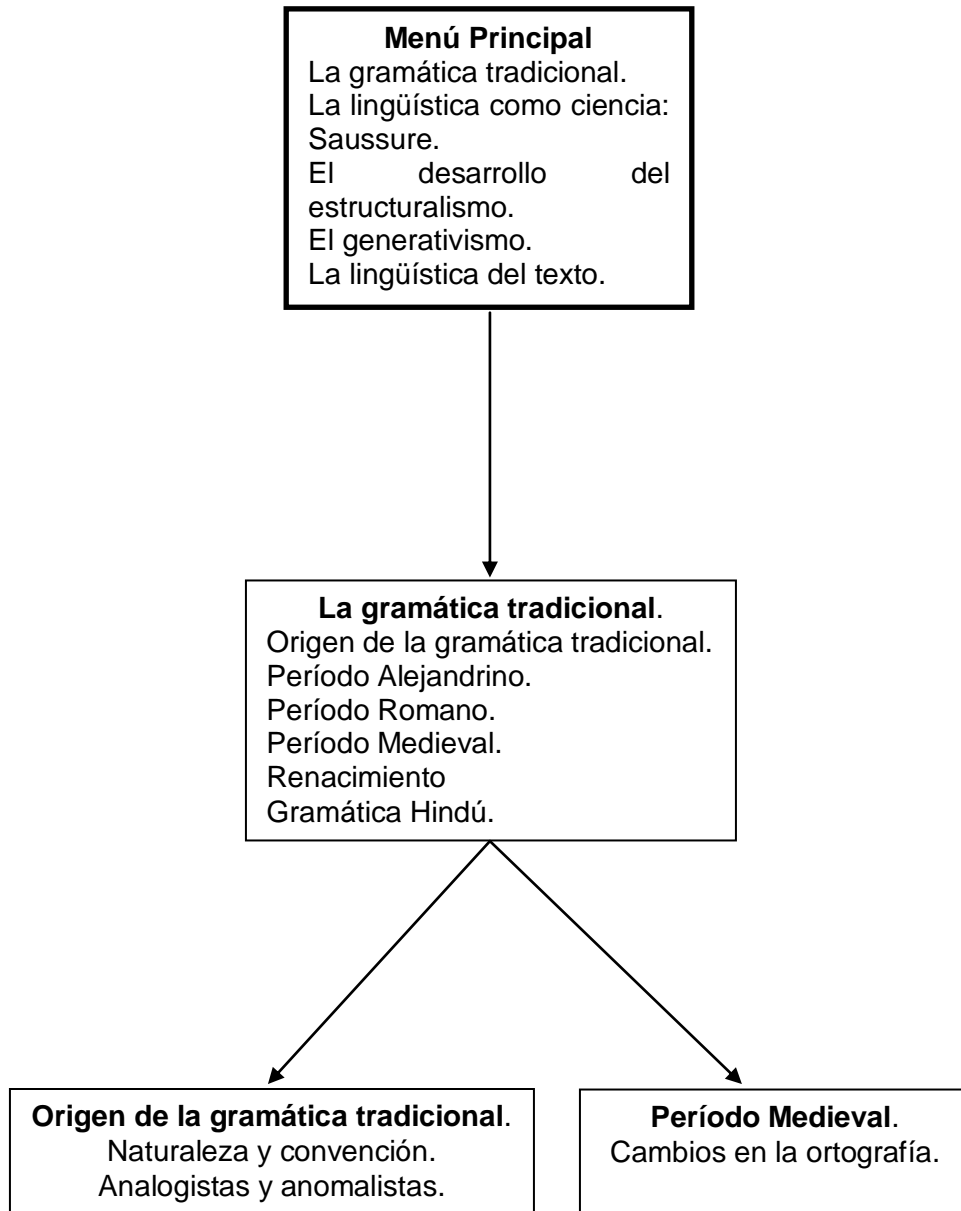 Menú Principal
La gramática tradicional.
La lingüística como ciencia:
Saussure.
El desarrollo del
estructuralismo.
El generativismo.
La lingüística del texto.
La gramática tradicional.
Origen de la gramática tradicional.
Período Alejandrino.
Período Romano.
Período Medieval.
Renacimiento
Gramática Hindú.
Origen de la gramática tradicional.
Naturaleza y convención.
Analogistas y anomalistas.
Período Medieval.
Cambios en la ortografía.